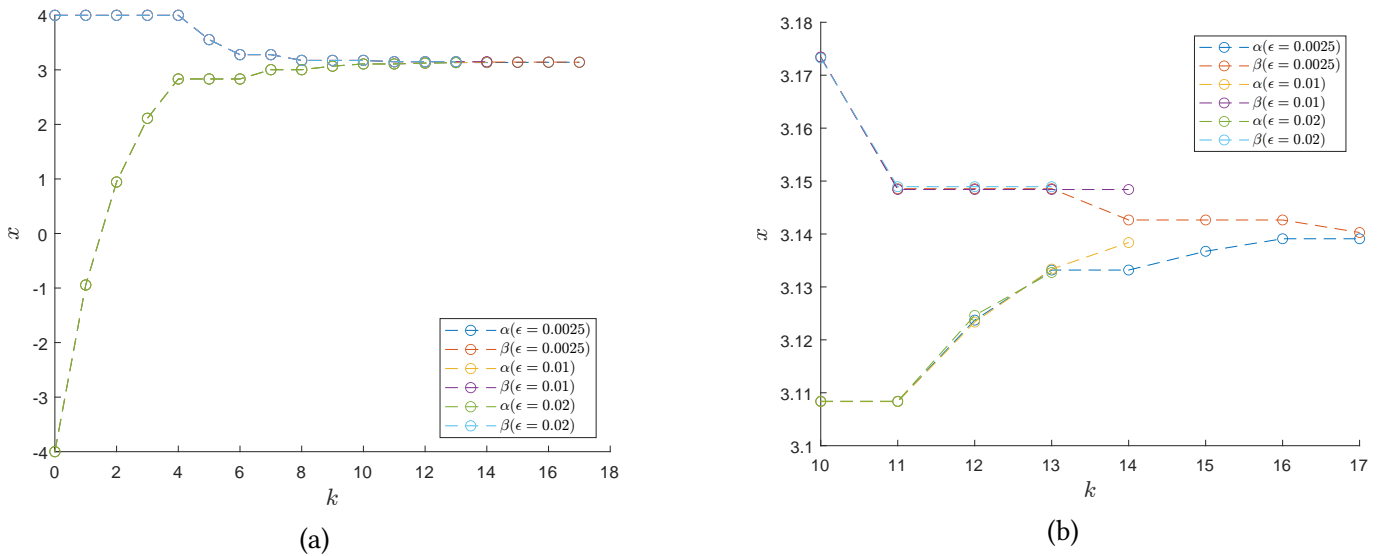 4
3
2
1
0
-1
-2
-3
-4
x
0 2 4 6 8 10 12 14 16 18
k
α(ϵ = 0.0025)
β(ϵ = 0.0025)
α(ϵ = 0.01)
β(ϵ = 0.01)
α(ϵ = 0.02)
β(ϵ = 0.02)
(a)
3.18
3.17
3.16
3.15
3.14
3.13
3.12
3.11
3.1
x
10 11 12 13 14 15 16 17
k
α(ϵ = 0.0025)
β(ϵ = 0.0025)
α(ϵ = 0.01)
β(ϵ = 0.01)
α(ϵ = 0.02)
β(ϵ = 0.02)
(b)